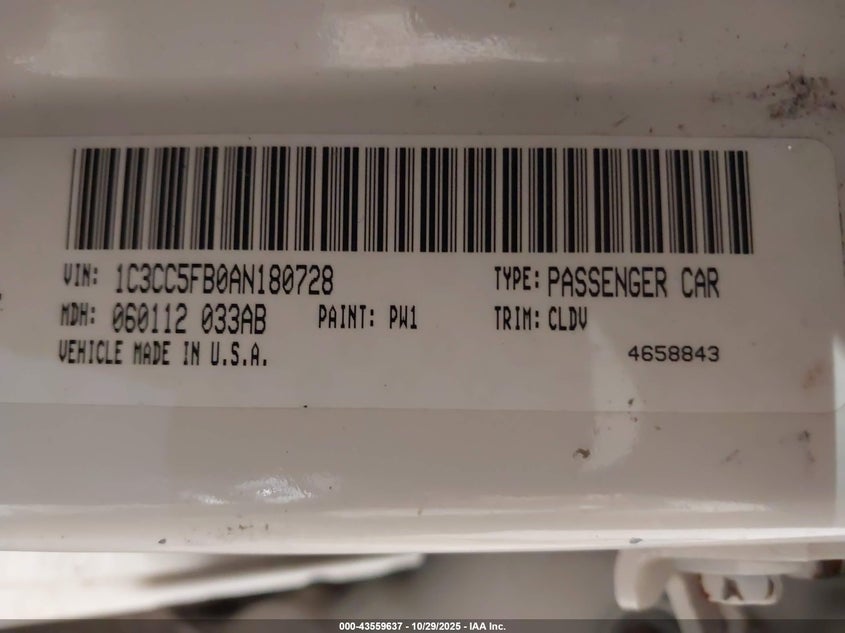 VIN: 1C3CC5FB0AN180728 TYPE: PASSENGER CAR
MDH: 060112 033AB PAINT: PW1 TRIM: CLDV
VEHICLE MADE IN U.S.A. 4658843
000-43559637 - 10/29/2025 - IAA Inc.